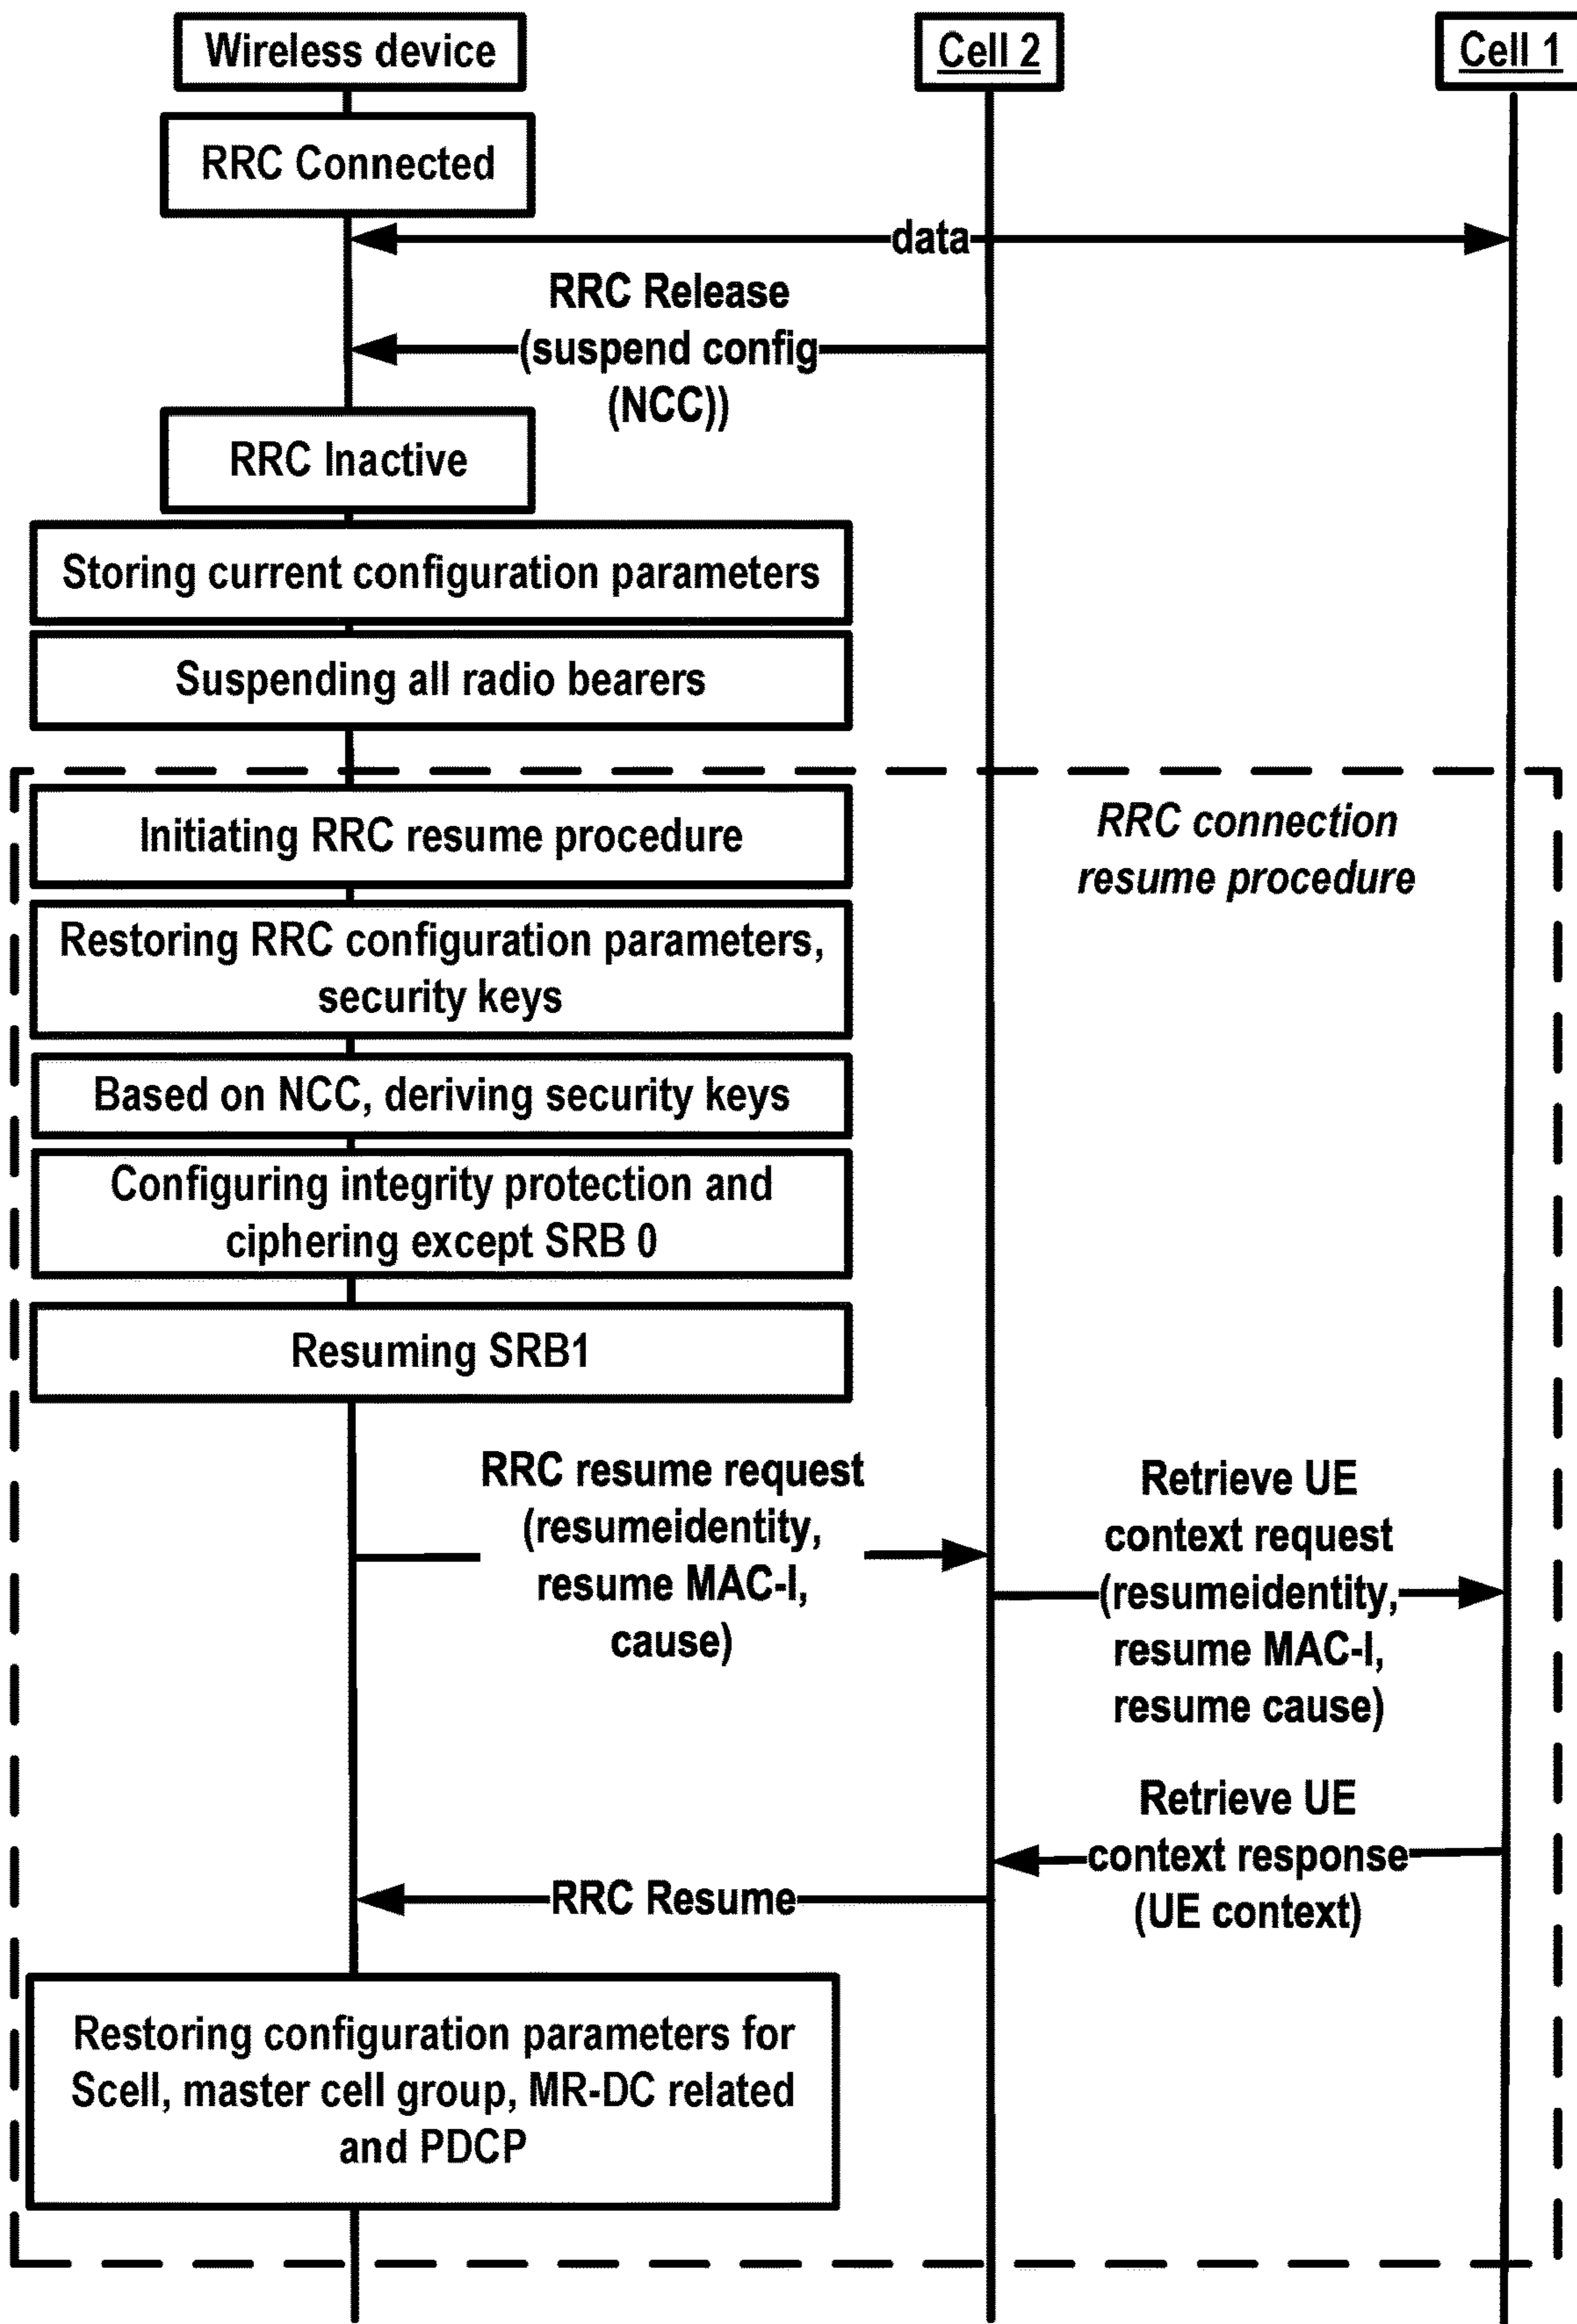 Wireless device
Cell 2
Cell 1
RRC Connected
data
RRC Release
(suspend config
(NCC))
RRC Inactive
Storing current configuration parameters
Suspending all radio bearers
Initiating RRC resume procedure
RRC connection
resume procedure
Restoring RRC configuration parameters,
security keys
Based on NCC, deriving security keys
Configuring integrity protection and
ciphering except SRB 0
Resuming SRB1
RRC resume request
(resumeidentity,
resume MAC-I,
cause)
Retrieve UE
context request
(resumeidentity,
resume MAC-I,
resume cause)
Retrieve UE
context response
(UE context)
RRC Resume
Restoring configuration parameters for
Scell, master cell group, MR-DC related
and PDCP